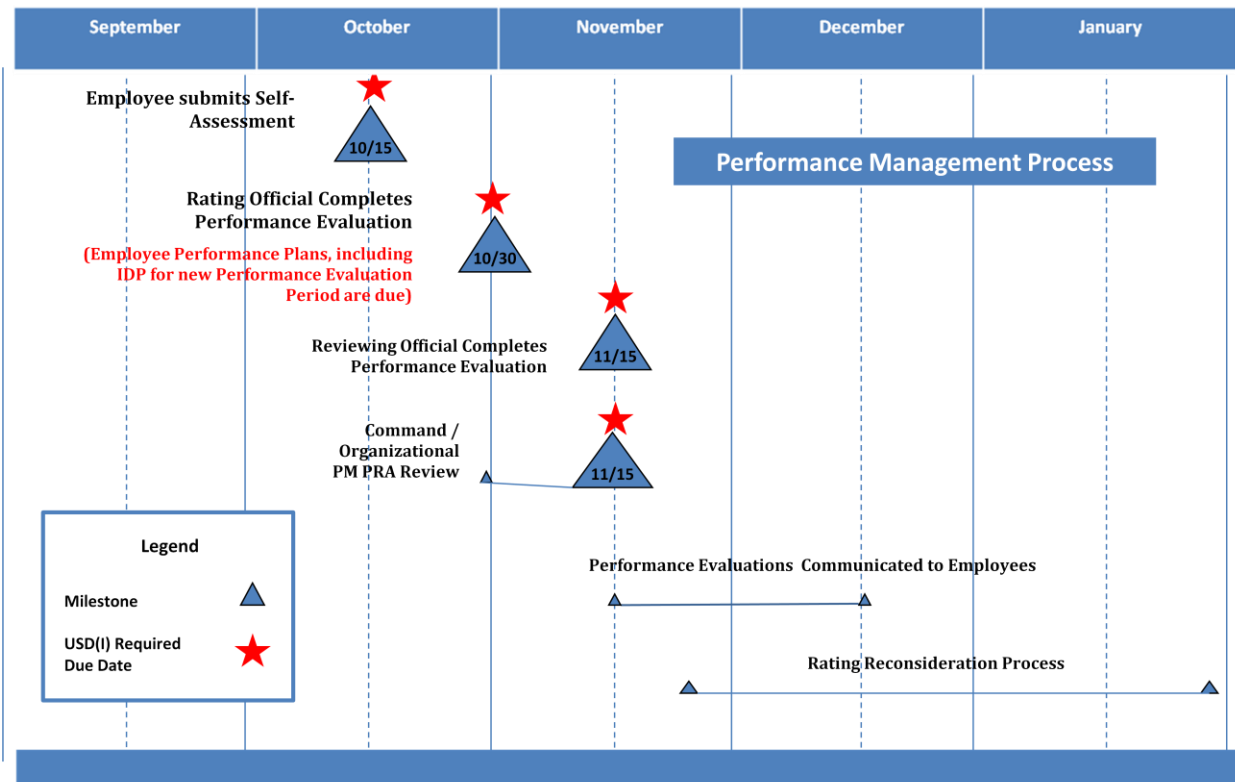 September October November December January
Employee submits Self-
Assessment
10/15
Performance Management Process
Rating Official Completes
Performance Evaluation
(Employee Performance Plans, including
IDP for new Performance Evaluation
Period are due)
10/30
Reviewing Official Completes
Performance Evaluation
11/15
Command /
Organizational
PM PRA Review
11/15
Legend
Milestone
USD(I) Required
Due Date
Performance Evaluations Communicated to Employees
Rating Reconsideration Process